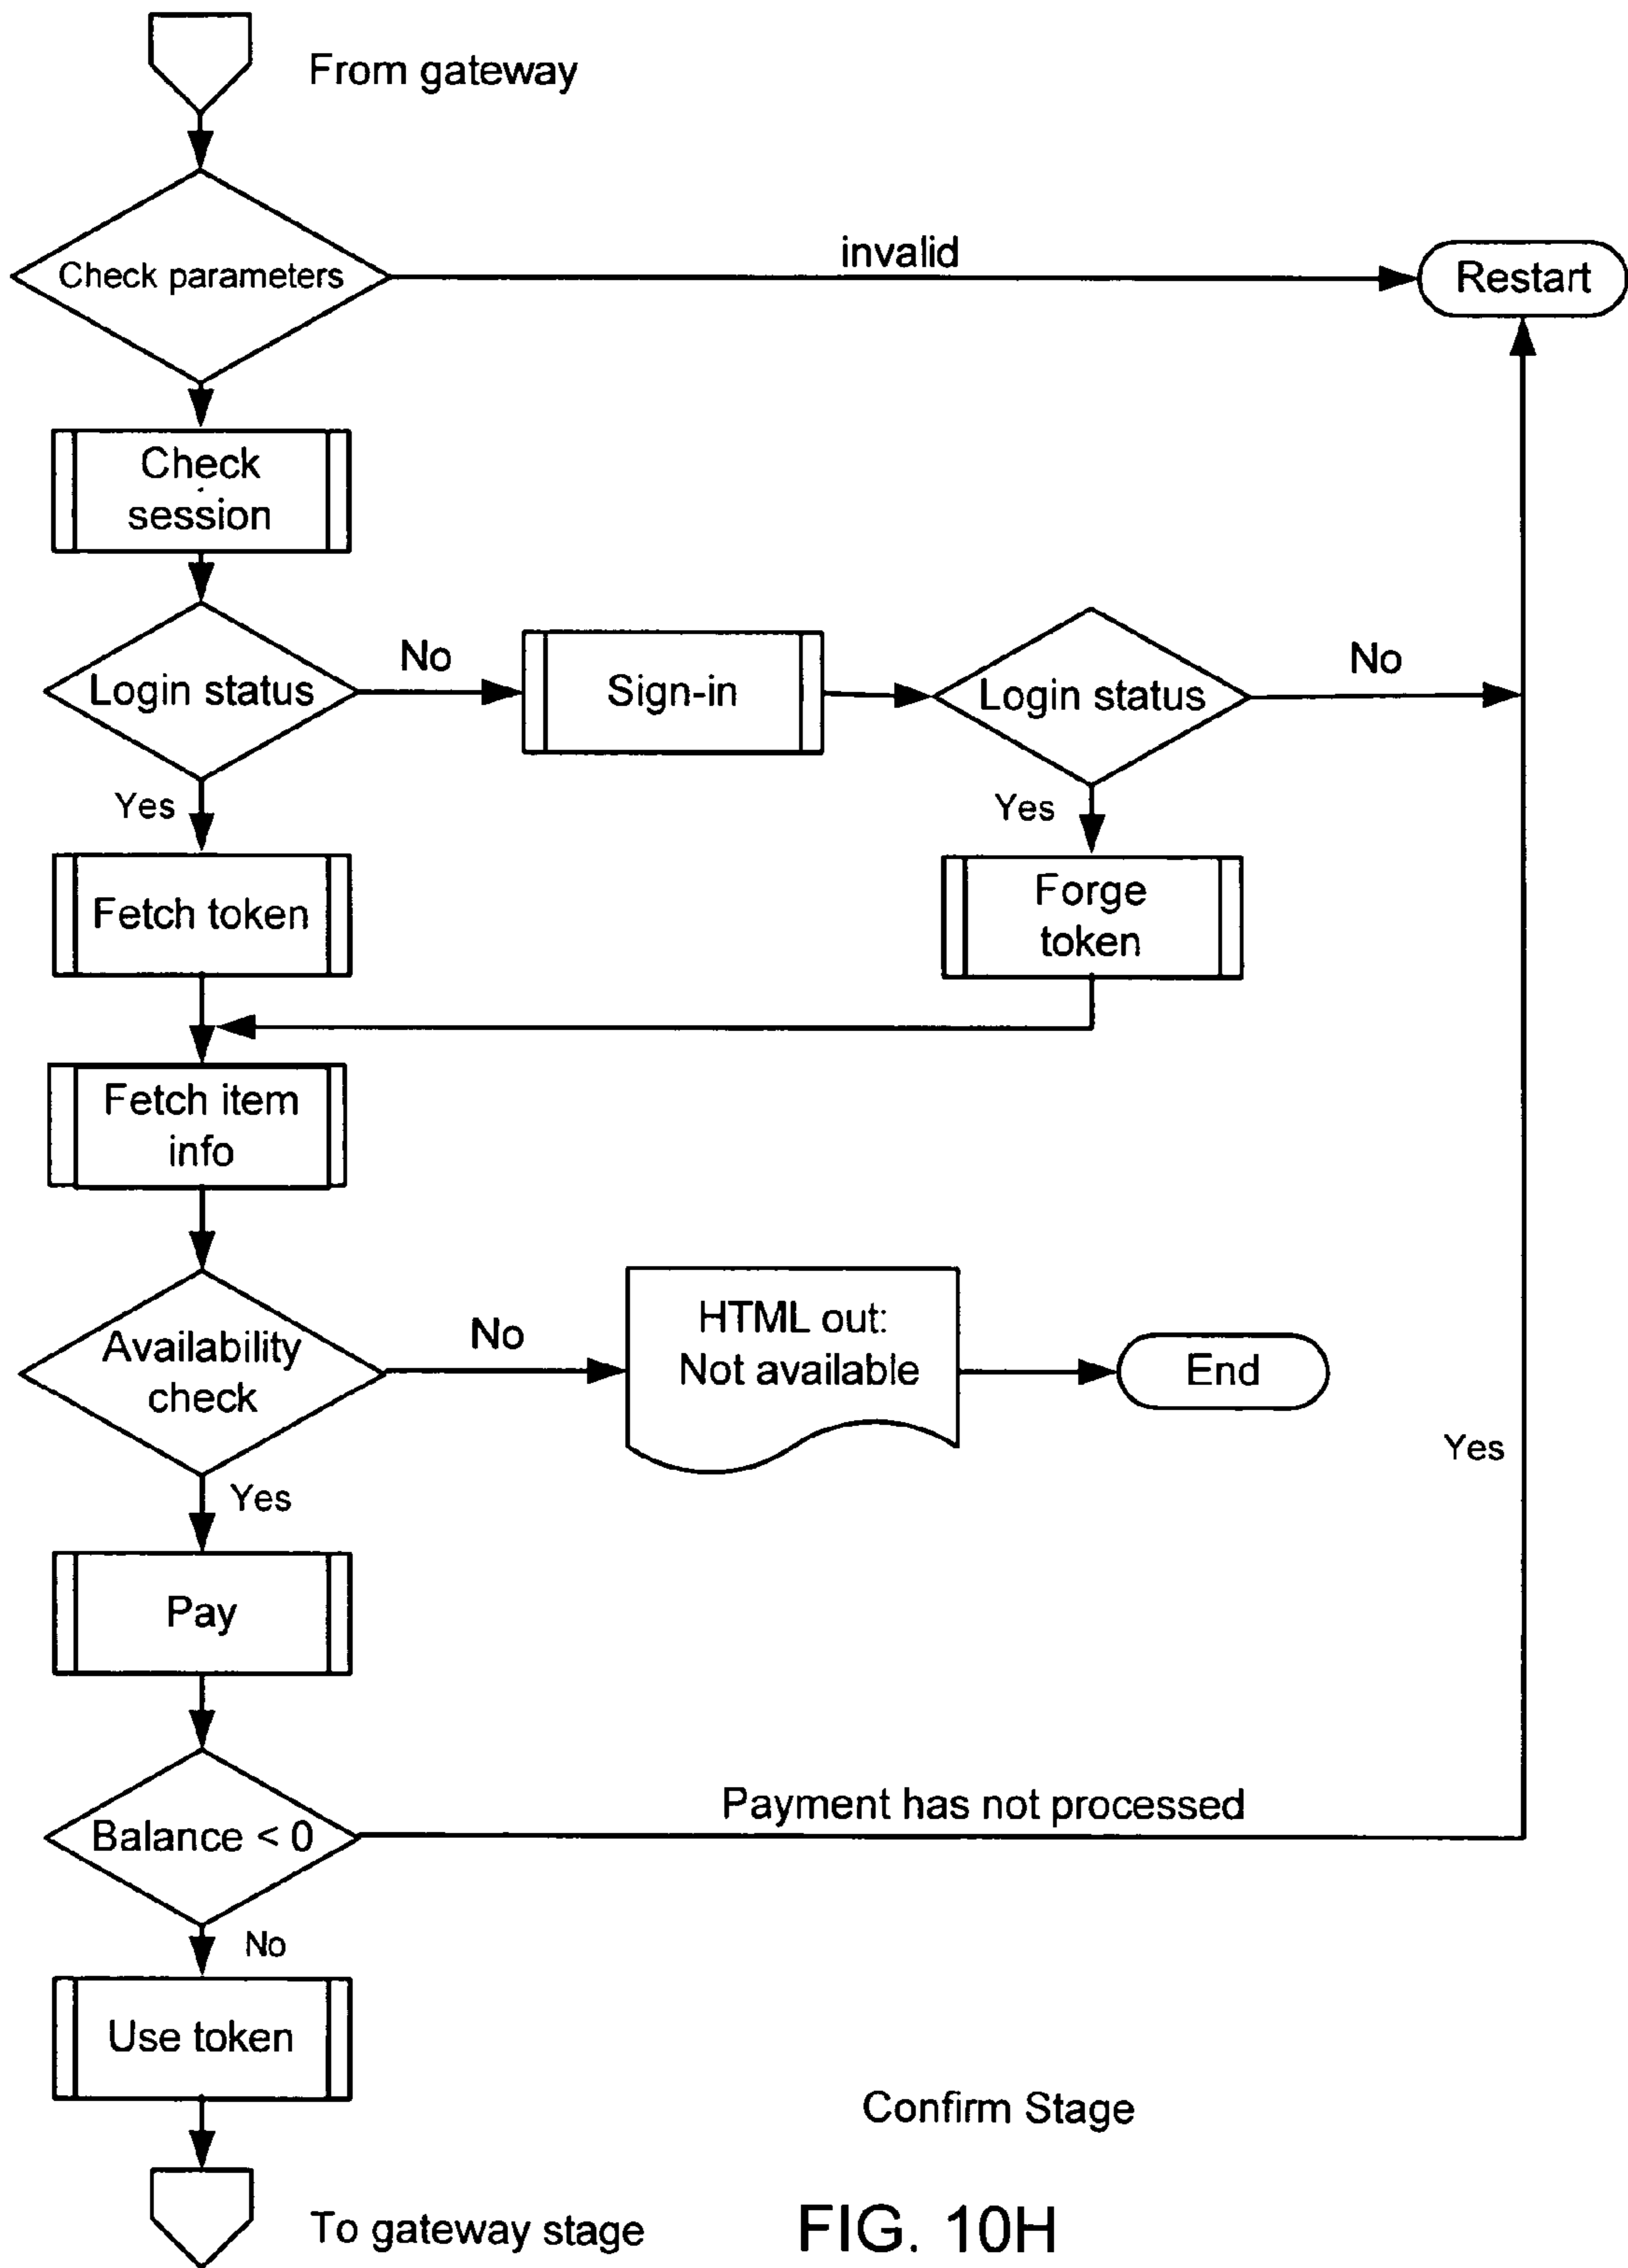 From gateway
invalid
Check parameters
Restart
Check
session
No
No
Login status
Sign-in
Login status
Yes
Yes
Fetch token
Forge
token
Fetch item
info
HTML out:
Not available
No
Availability
check
End
Yes
Yes
Pay
Payment has not processed
Balance < 0
No
Use token
Confirm Stage
To gateway stage
FIG. 10H